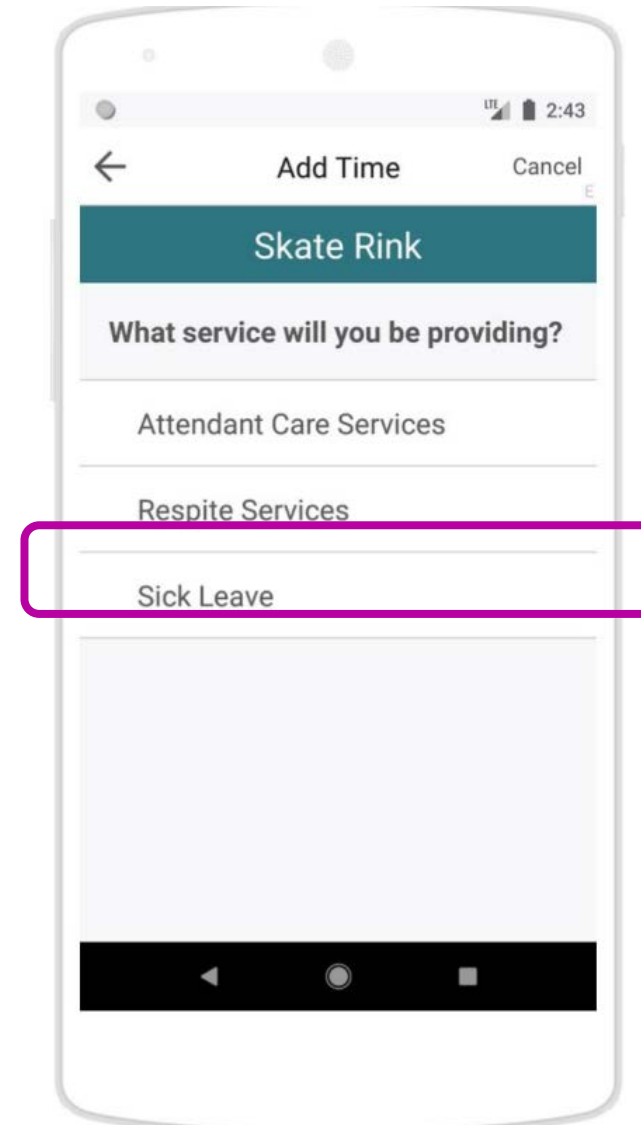 LTE 2:43
Add Time Cancel
E
Skate Rink
What service will you be providing?
Attendant Care Services
Respite Services
Sick Leave